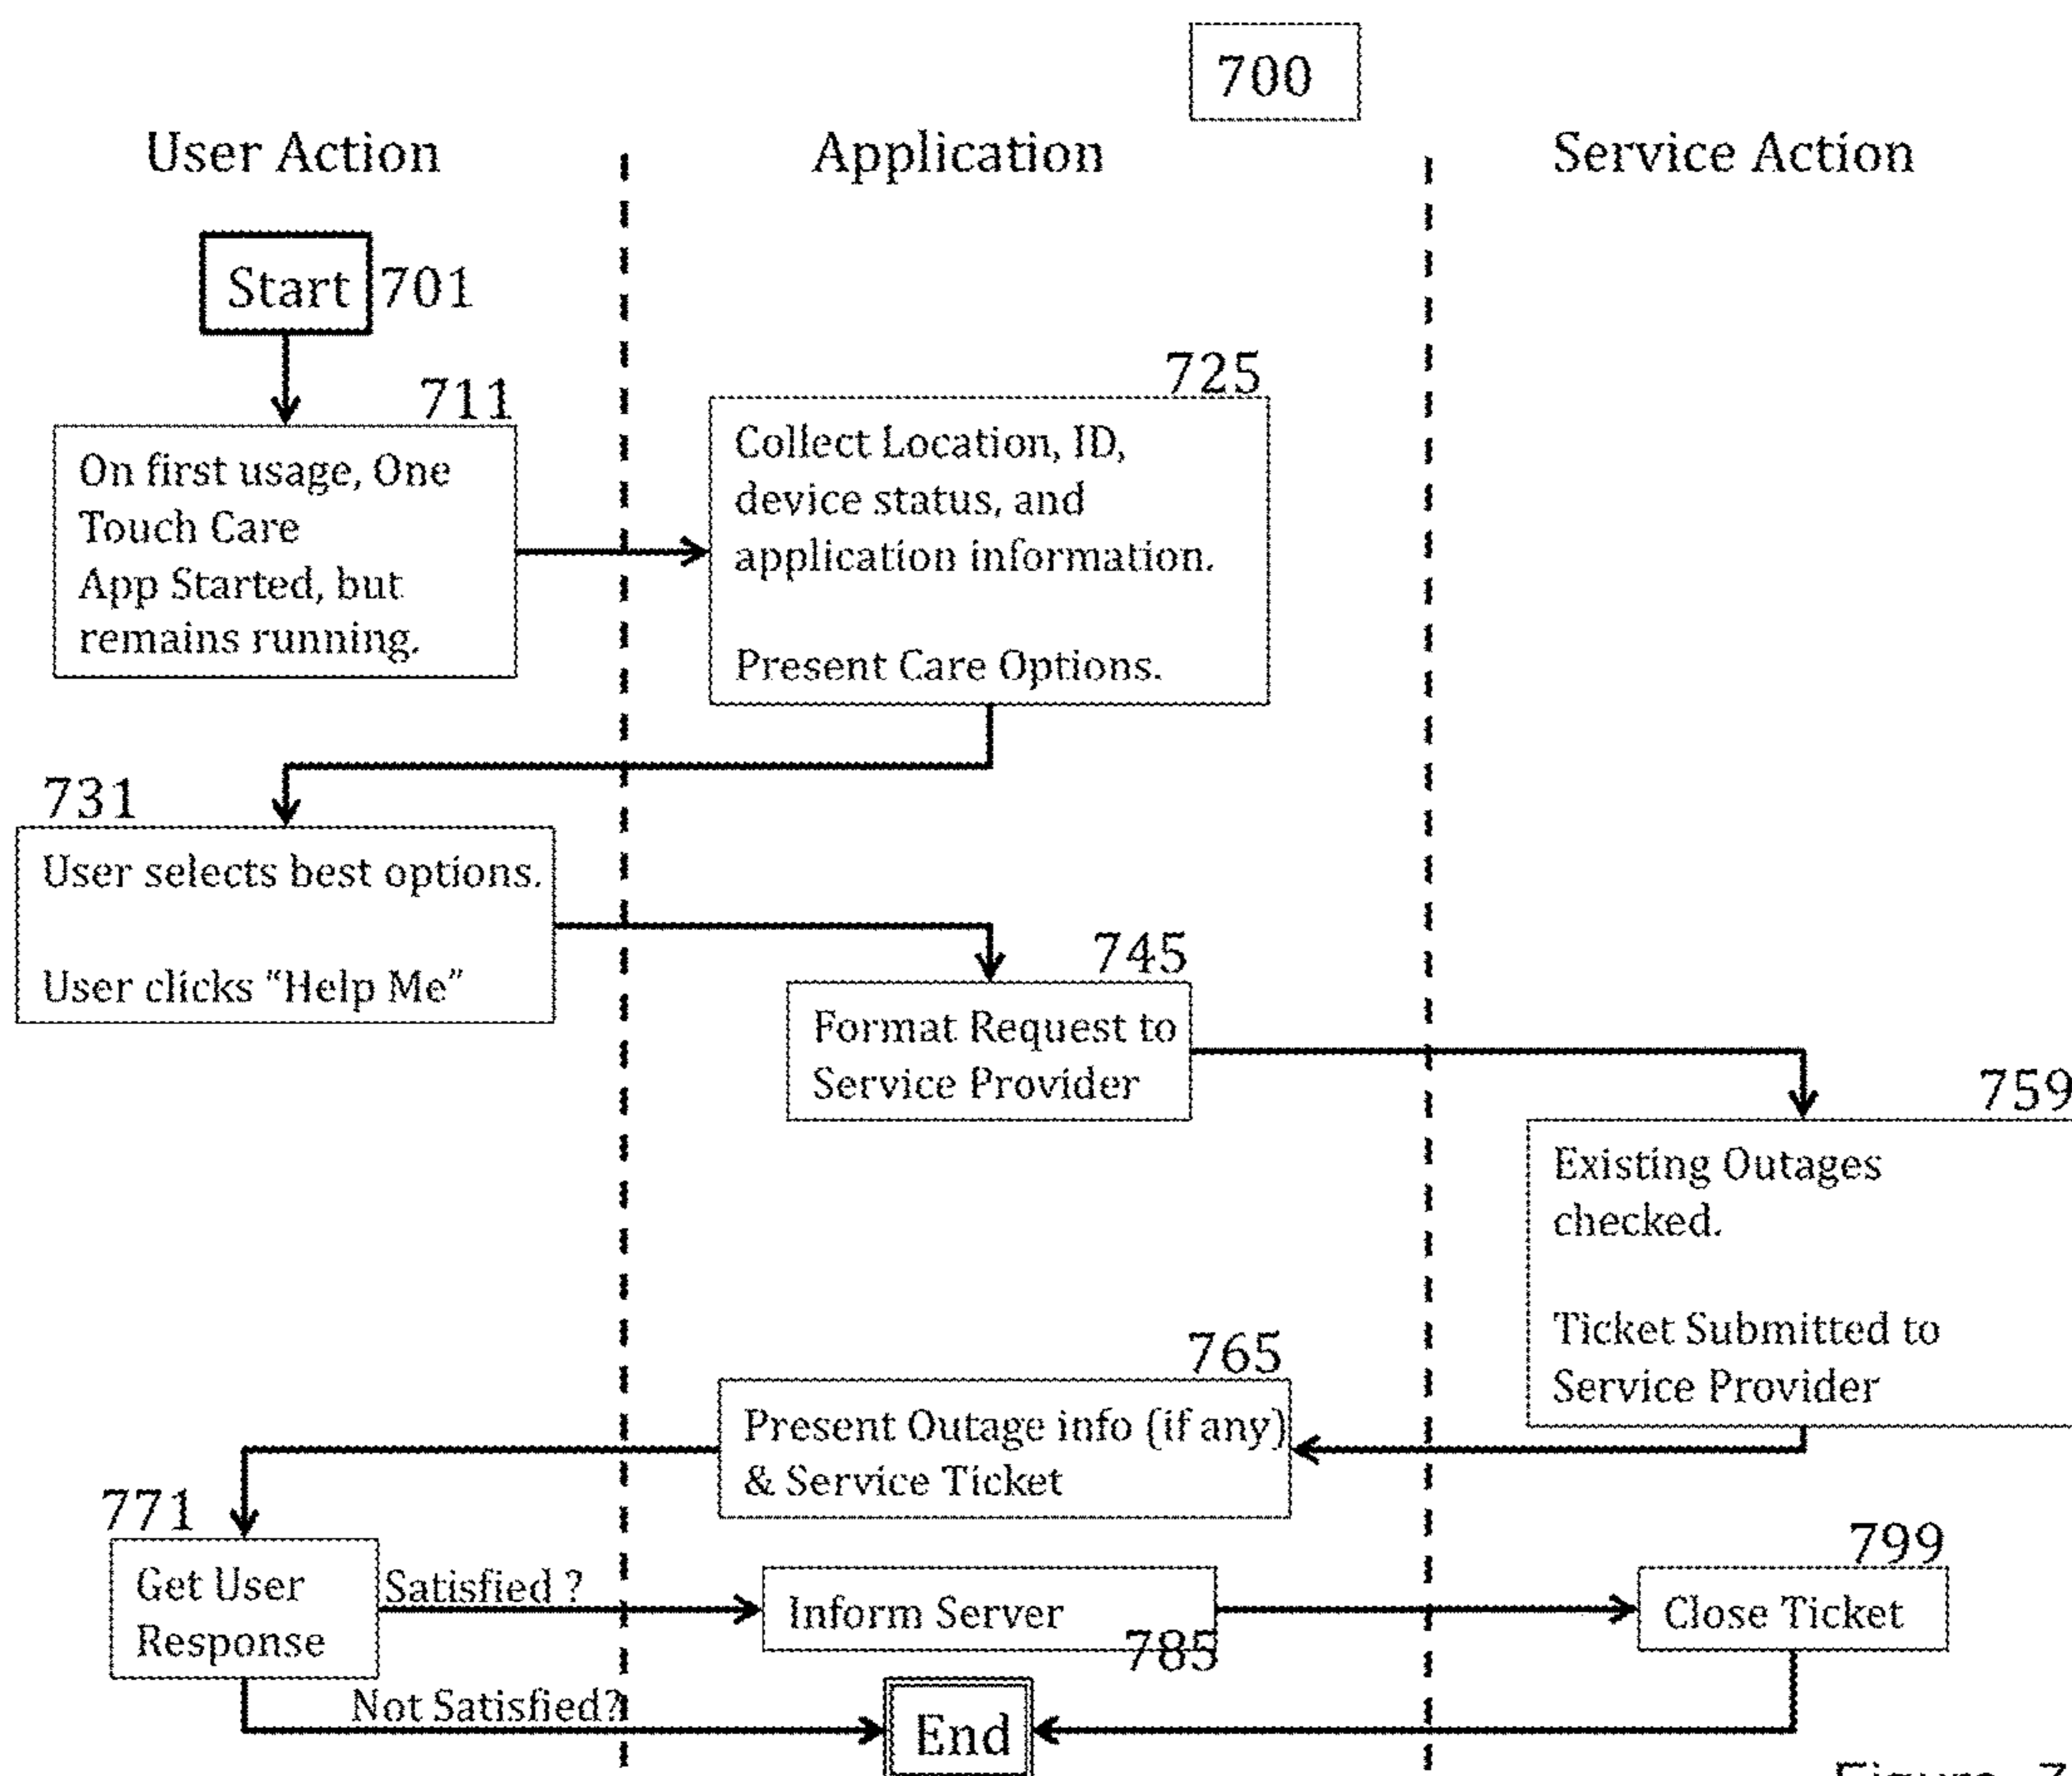 700
User Action
Application
Service Action
Start
701
711
On first usage, One
Touch Care
App Started, but
remains running.
725
Collect Location, ID,
device status, and
application information.
Present Care Options.
731
User selects best options.
User clicks “Help Me”
745
Format Request to
Service Provider
759
Existing Outages
checked.
Ticket Submitted to
Service Provider
765
Present Outage info (if any)
& Service Ticket
771
Get User
Response
Satisfied ?
Inform Server
785
799
Close Ticket
Not Satisfied?
End
Figure 7